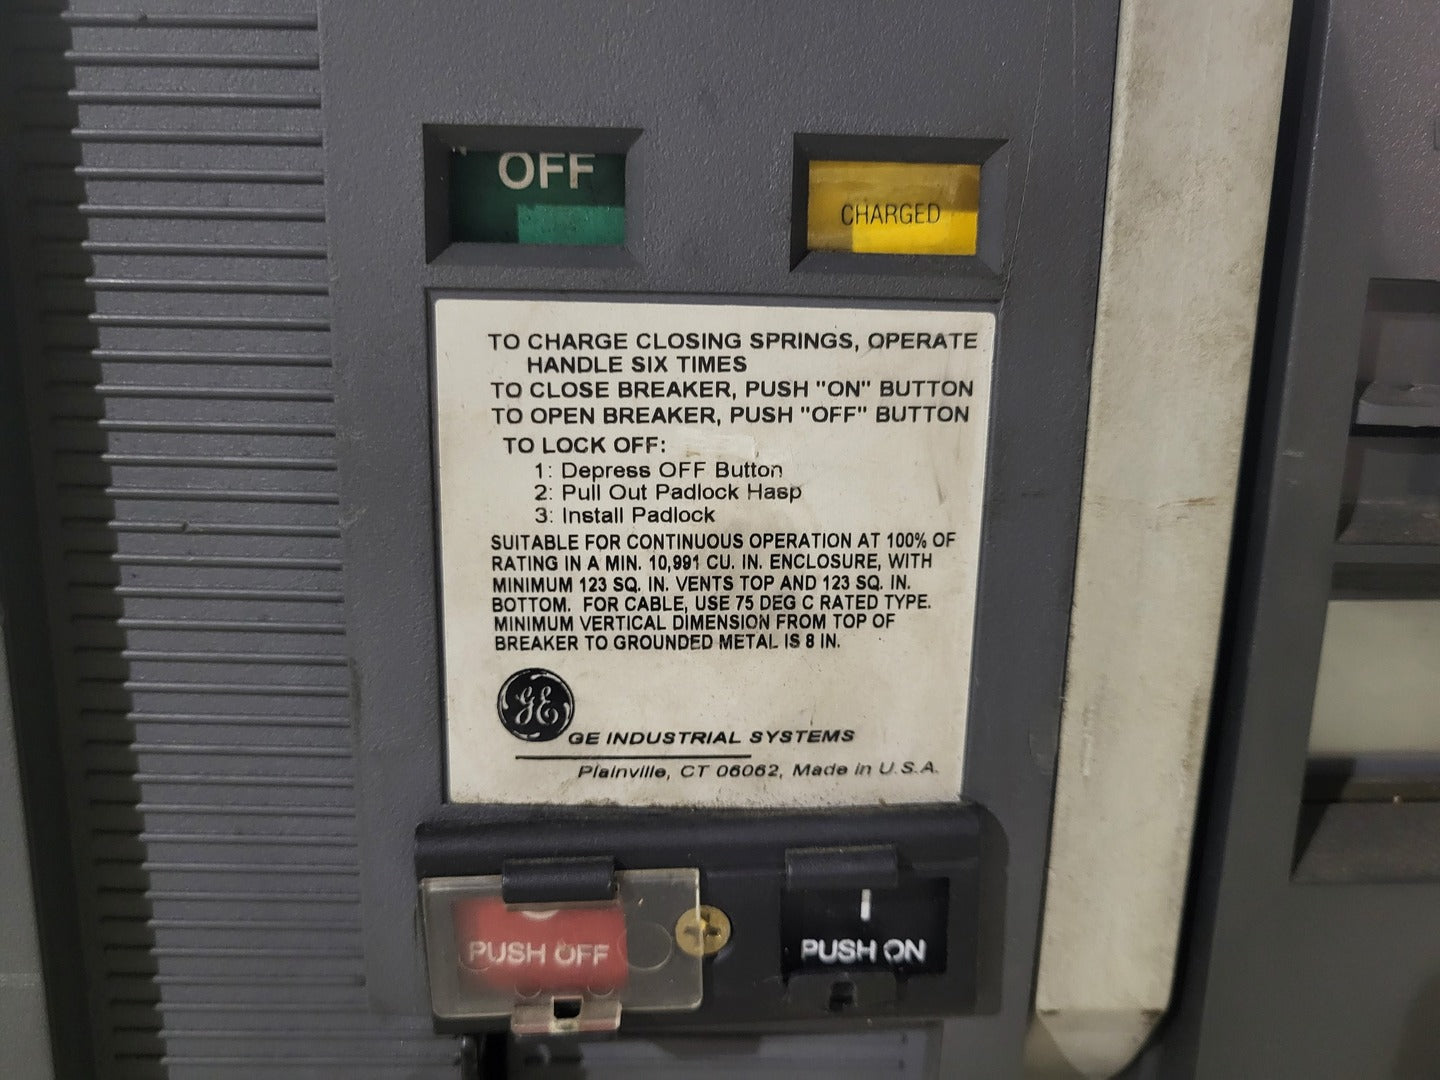 OFF
CHARGED
TO CHARGE CLOSING SPRINGS, OPERATE
HANDLE SIX TIMES
TO CLOSE BREAKER, PUSH "ON" BUTTON
TO OPEN BREAKER, PUSH "OFF" BUTTON
TO LOCK OFF:
1: Depress OFF Button
2: Pull Out Padlock Hasp
3: Install Padlock
SUITABLE FOR CONTINUOUS OPERATION AT 100% OF
RATING IN A MIN. 10,991 CU. IN. ENCLOSURE, WITH
MINIMUM 123 SQ. IN. VENTS TOP AND 123 SQ. IN.
BOTTOM. FOR CABLE, USE 75 DEG C RATED TYPE.
MINIMUM VERTICAL DIMENSION FROM TOP OF
BREAKER TO GROUNDED METAL IS 8 IN.
GE
GE INDUSTRIAL SYSTEMS
Plainville, CT 06062, Made in U.S.A.
PUSH OFF
PUSH ON